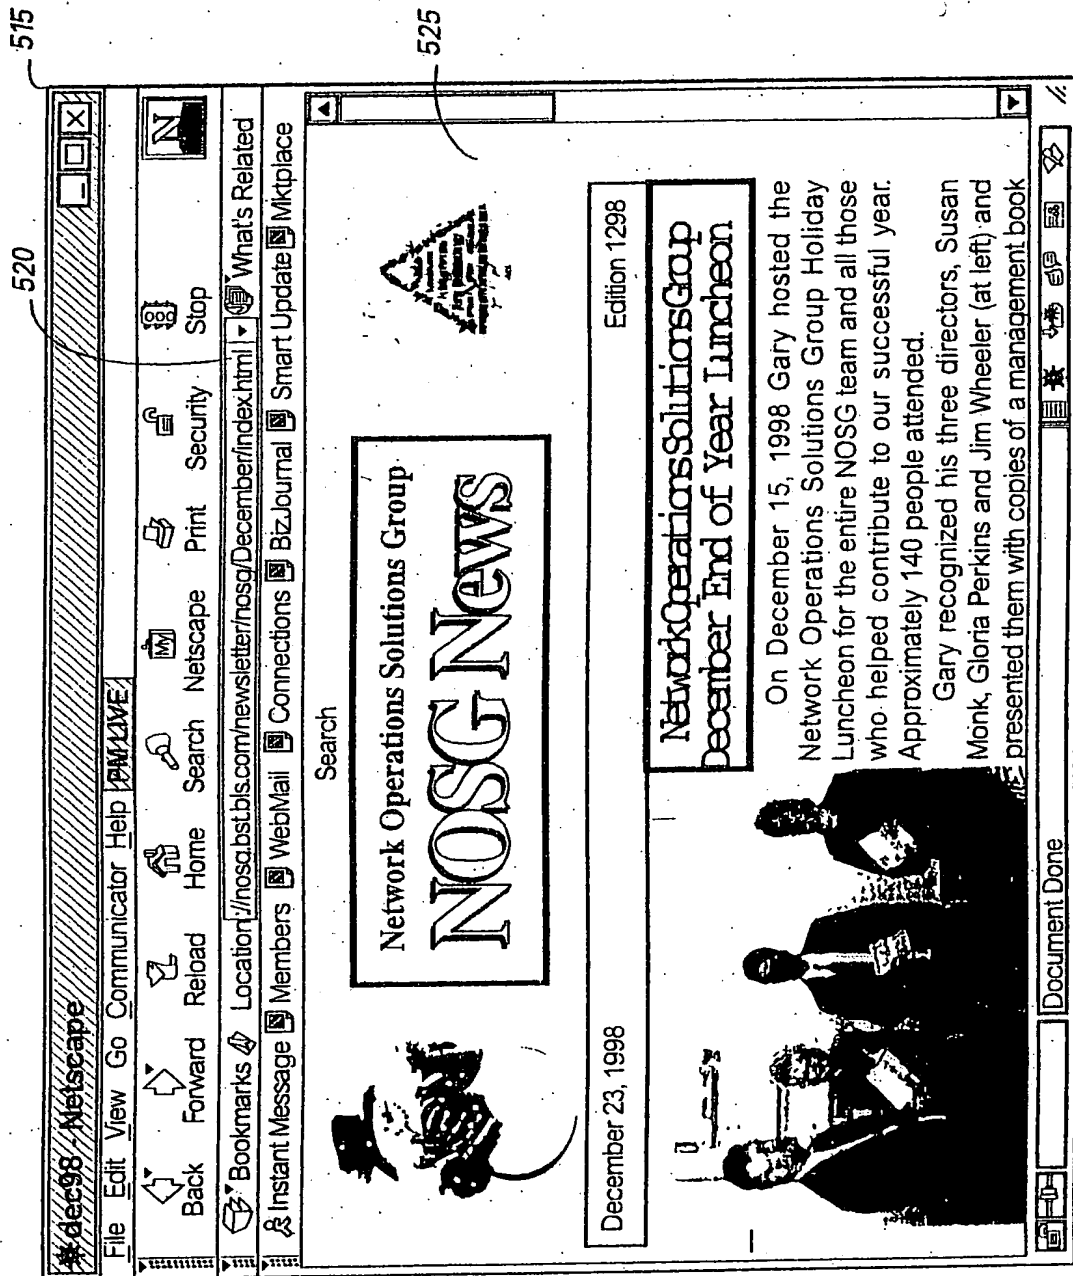 515
520
dec98 - Netscape
File Edit View Go Communicator Help PM LIVE
Back Forward Reload Home Search Netscape Print Security Stop
N
Bookmarks Location://nosg.bst.bls.com/newsletter/nosg/December/index.html What's Related
Instant Message Members WebMail Connections BizJournal Smart Update Mktplace
525
Search
Network Operations Solutions Group
NOSG News
December 23, 1998 Edition 1298
Network Operations Solutions Group
December End of Year Luncheon
On December 15, 1998 Gary hosted the
Network Operations Solutions Group Holiday
Luncheon for the entire NOSG team and all those
who helped contribute to our successful year.
Approximately 140 people attended.
Gary recognized his three directors, Susan
Monk, Gloria Perkins and Jim Wheeler (at left) and
presented them with copies of a management book
Document Done